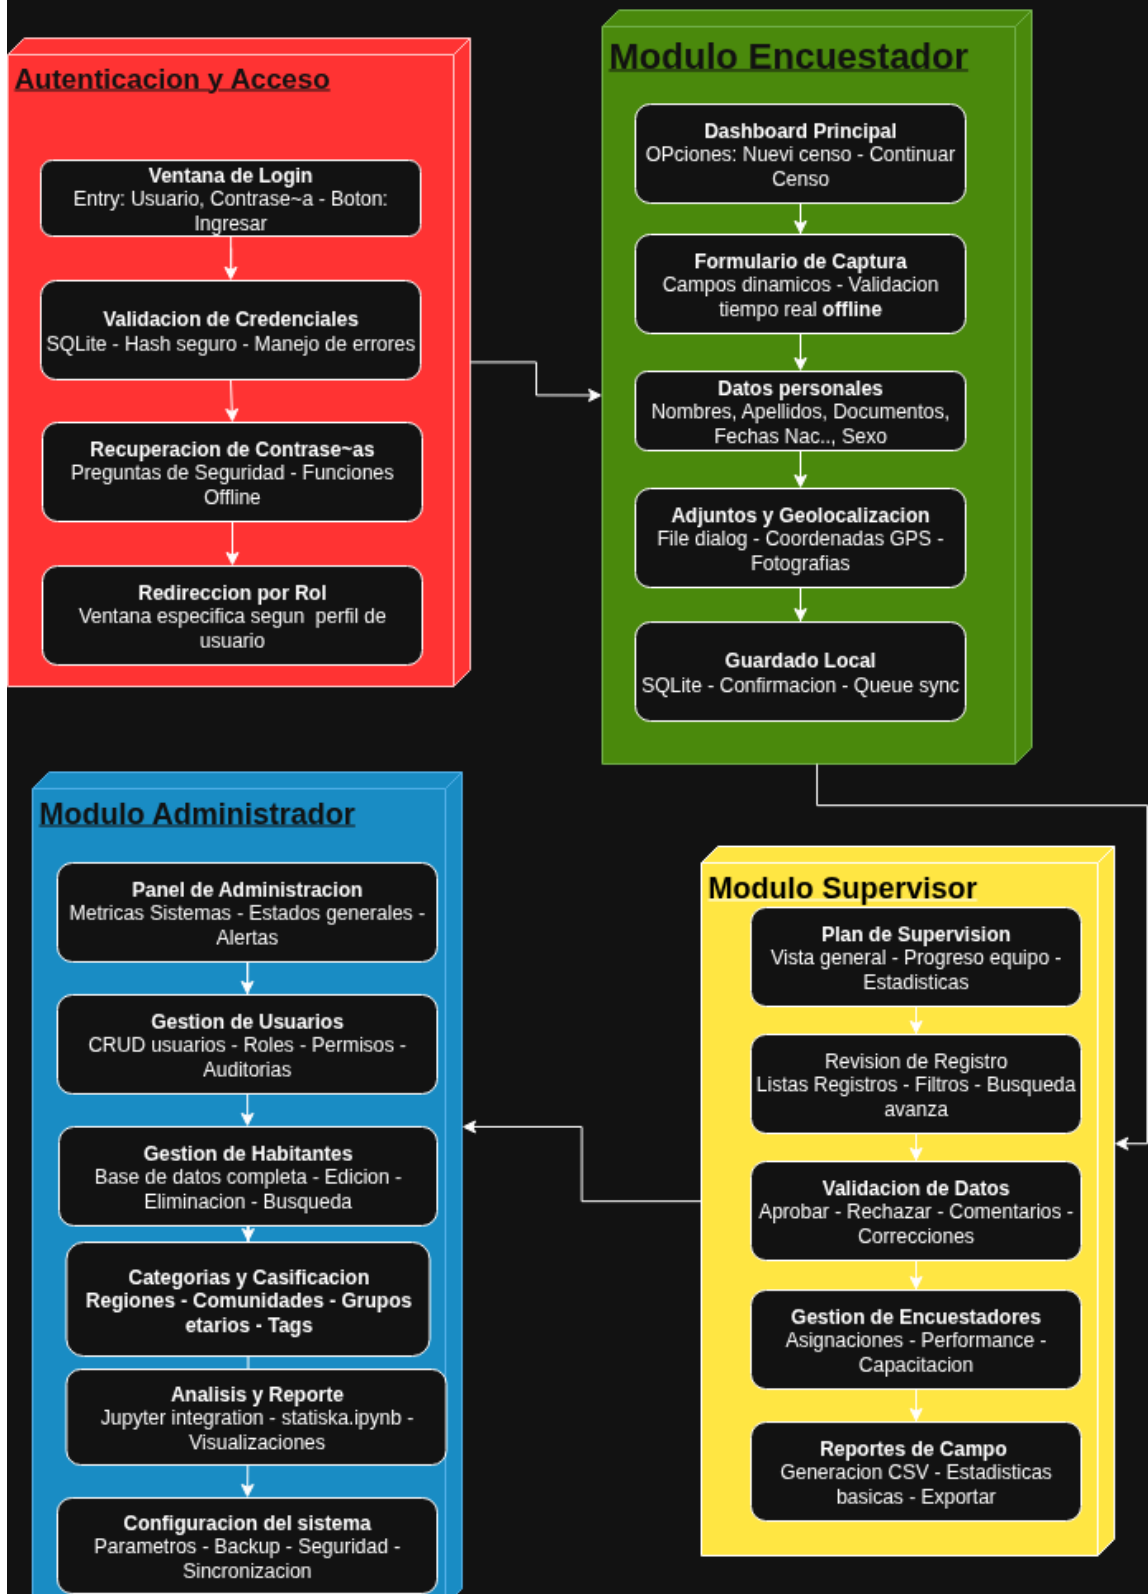 Autenticacion y Acceso
Ventana de Login
Entry: Usuario, Contrase~a - Boton:
Ingresar
Validacion de Credenciales
SQLite - Hash seguro - Manejo de errores
Recuperacion de Contrase~as
Preguntas de Seguridad - Funciones
Offline
Redireccion por Rol
Ventana especifica segun perfil de
usuario
Modulo Encuestador
Dashboard Principal
OPciones: Nuevi censo - Continuar
Censo
Formulario de Captura
Campos dinamicos - Validacion
tiempo real offline
Datos personales
Nombres, Apellidos, Documentos,
Fechas Nac.., Sexo
Adjuntos y Geolocalizacion
File dialog - Coordenadas GPS -
Fotografias
Guardado Local
SQLite - Confirmacion - Queue sync
Modulo Administrador
Panel de Administracion
Metricas Sistemas - Estados generales -
Alertas
Gestion de Usuarios
CRUD usuarios - Roles - Permisos -
Auditorias
Gestion de Habitantes
Base de datos completa - Edicion -
Eliminacion - Busqueda
Categorias y Casificacion
Regiones - Comunidades - Grupos
etarios - Tags
Analisis y Reporte
Jupyter integration - statiska.ipynb -
Visualizaciones
Configuracion del sistema
Parametros - Backup - Seguridad -
Sincronizacion
Modulo Supervisor
Plan de Supervision
Vista general - Progreso equipo -
Estadisticas
Revision de Registro
Listas Registros - Filtros - Busqueda
avanza
Validacion de Datos
Aprobar - Rechazar - Comentarios -
Correcciones
Gestion de Encuestadores
Asignaciones - Performance -
Capacitacion
Reportes de Campo
Generacion CSV - Estadisticas
basicas - Exportar